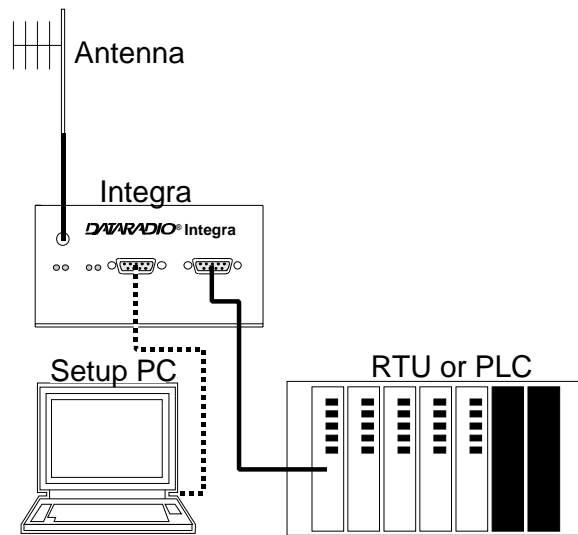 Antenna
Integra
DATARADIO® Integra
Setup PC
RTU or PLC